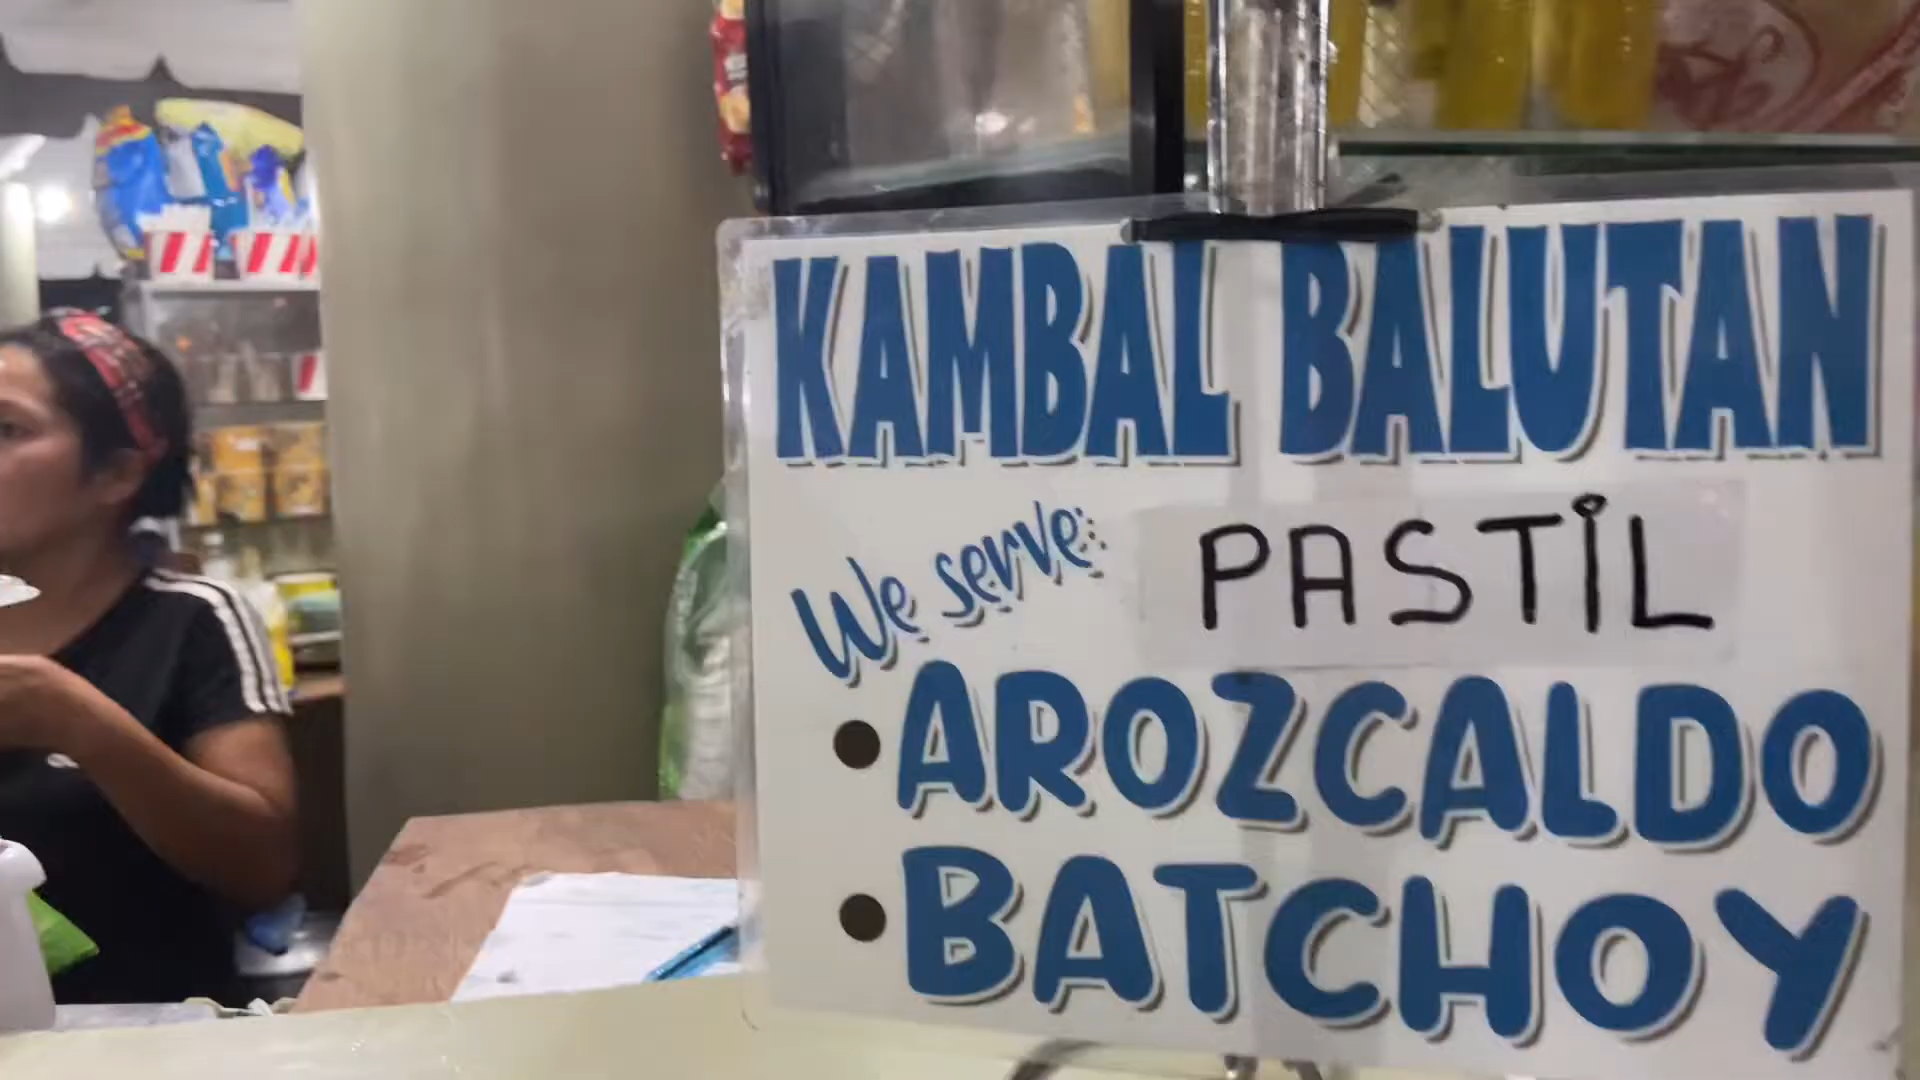 KAMBAL BALUTAN
We serve: PASTIL
• AROZCALDO
• BATCHOY